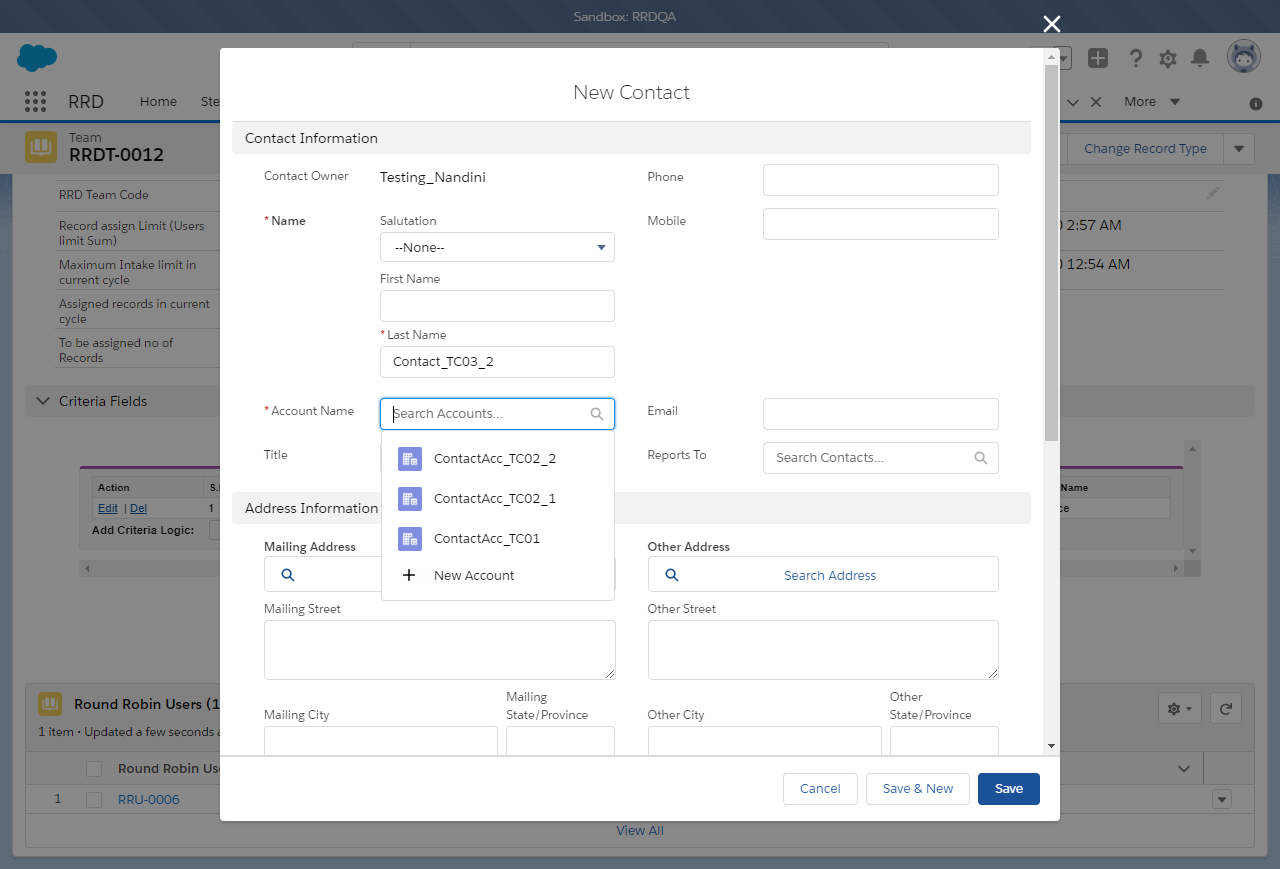 Sandbox: RRDQA
RRD
Home
More
Team
RRDT-0012
Change Record Type
RRD Team Code
Record assign Limit (Users
limit Sum)
2:57 AM
Maximum Intake limit in
current cycle
12:54 AM
Assigned records in current
cycle
To be assigned no of
Records
Criteria Fields
Action
Name
Edit | Del
1
Add Criteria Logic:
Round Robin Users (1
1 item • Updated a few seconds
Round Robin
1
RRU-0006
View All
New Contact
Contact Information
Contact Owner
Testing_Nandini
Phone
* Name
Salutation
Mobile
--None--
First Name
* Last Name
Contact_TC03_2
* Account Name
Search Accounts...
Email
ContactAcc_TC02_2
Title
Reports To
Search Contacts...
ContactAcc_TC02_1
Address Information
ContactAcc_TC01
New Account
Mailing Address
Other Address
Search Address
Mailing Street
Other Street
Mailing City
Mailing
State/Province
Other City
Other
State/Province
Cancel
Save & New
Save